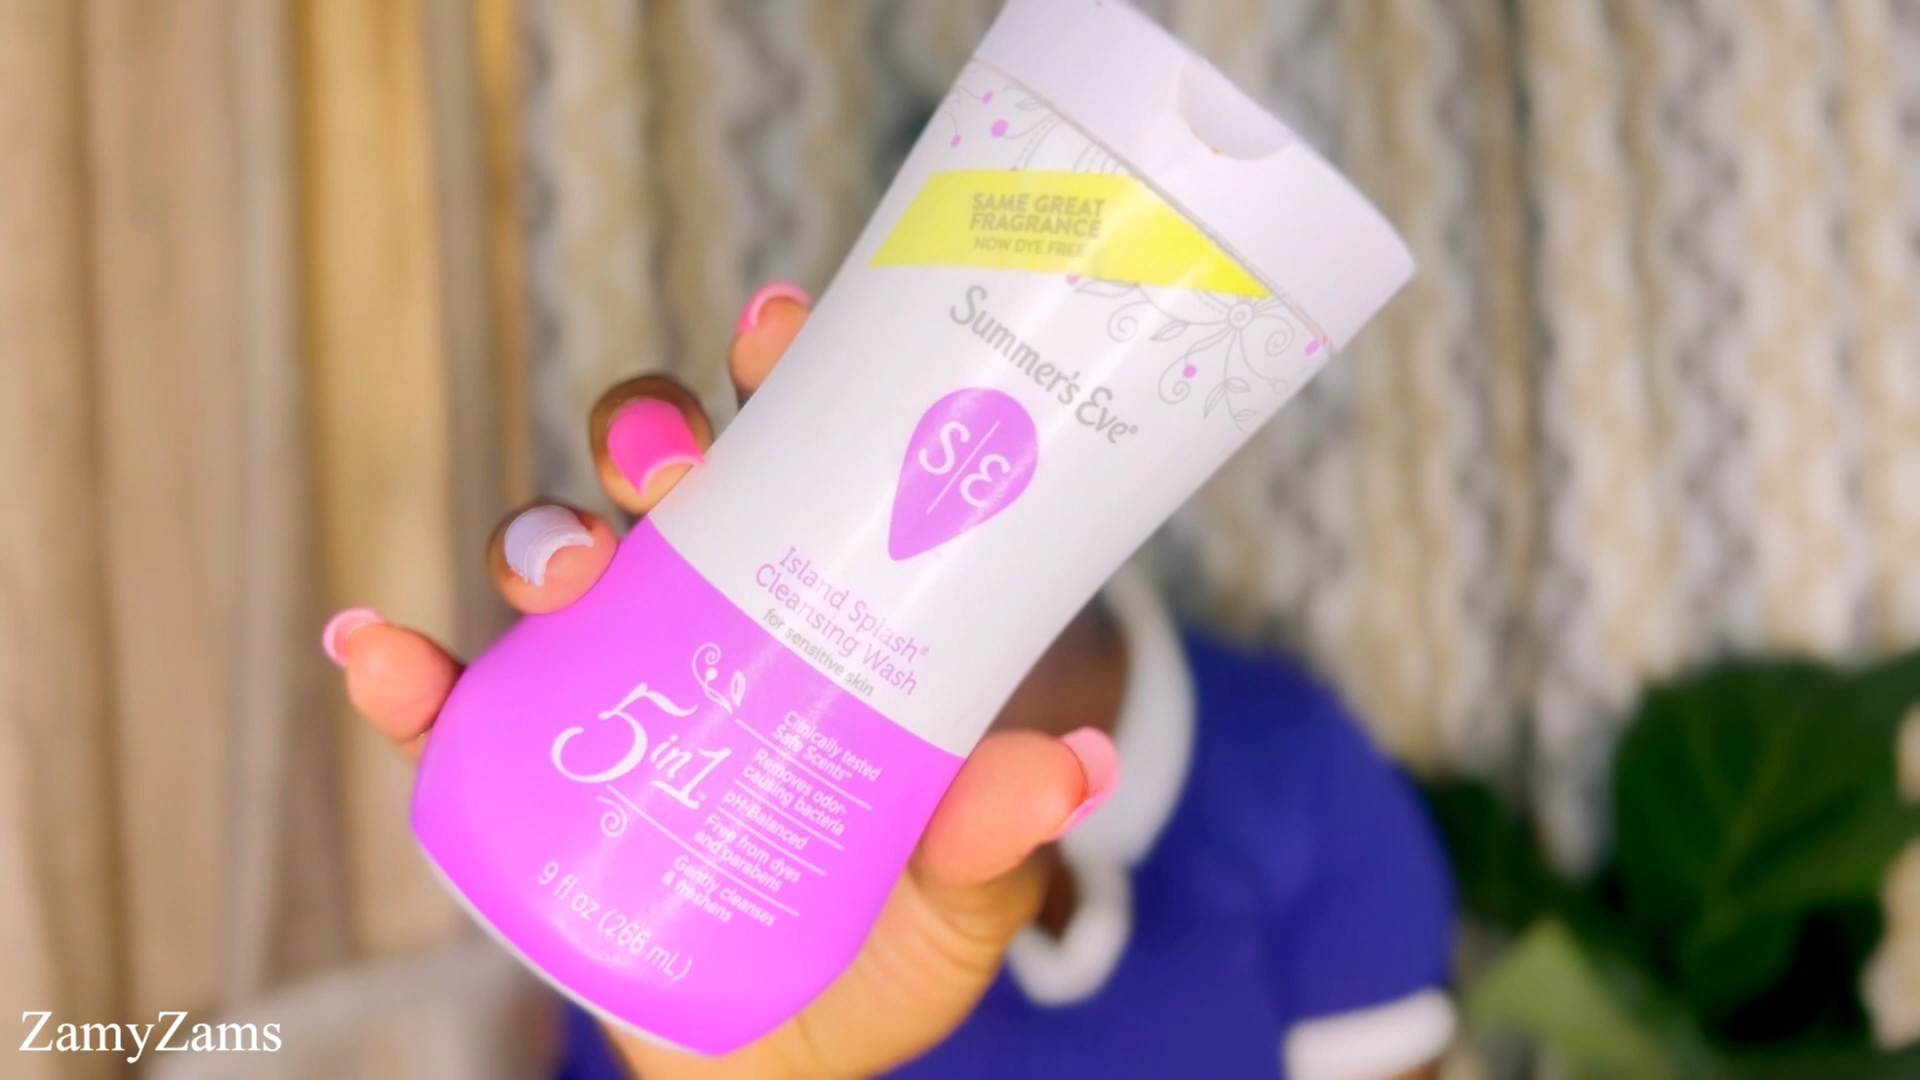 SAME GREAT
FRAGRANCE
NOW DYE FREE
Summer's Eve®
S|ε
Island Splash®
Cleansing Wash
for sensitive skin
5in1™
Clinically tested
Safe Scents™
Removes odor-
causing bacteria
pH-Balanced
Free from dyes
and parabens
Gently cleanses
& freshens
9 fl oz (266 mL)
ZamyZams